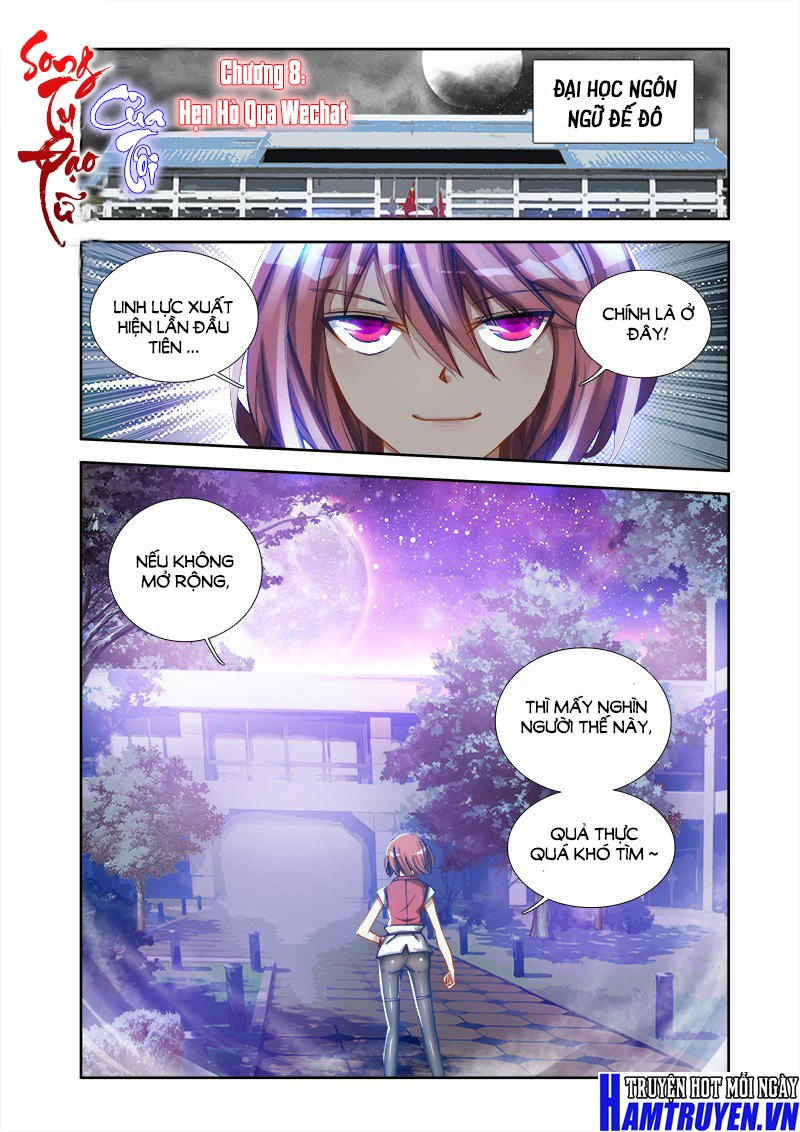 Song
Tu
Đạo
Lữ
Của
Tôi
Chương 8:
Hẹn Hò Qua Wechat
ĐẠI HỌC NGÔN
NGỮ ĐẾ ĐÔ
LINH LỰC XUẤT
HIỆN LẦN ĐẦU
TIÊN ...
CHÍNH LÀ Ở
ĐÂY!
NẾU KHÔNG
MỞ RỘNG,
THÌ MẤY NGHÌN
NGƯỜI THẾ NÀY,
QUẢ THỰC
QUÁ KHÓ TÌM ~
TRUYỆN HOT MỖI NGÀY
HAMTRUYEN.VN